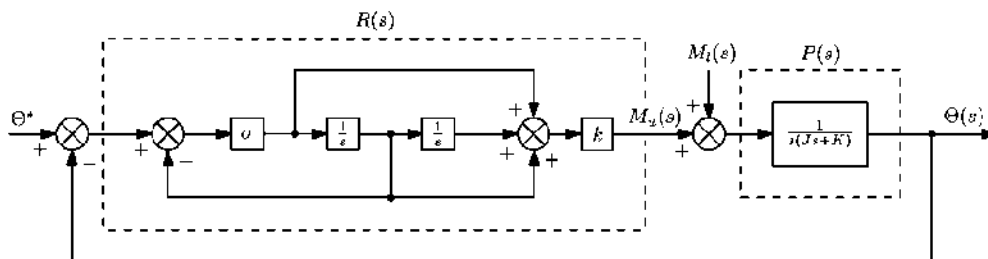 R(s)
M_l(s)
P(s)
Θ*
M_u(s)
Θ(s)
+
−
+
−
1/s
1/s
+
+
+
k
+
+
1/s(Js+K)